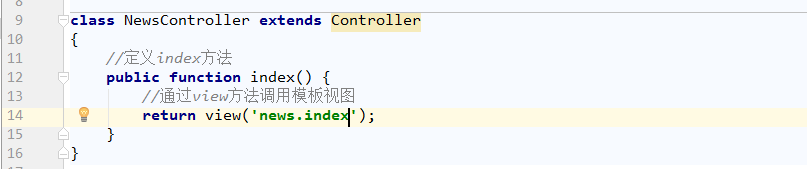 8
9 class NewsController extends Controller
10 {
11 //定义index方法
12 public function index() {
13 //通过view方法调用模板视图
14 return view('news.index');
15 }
16 }
17